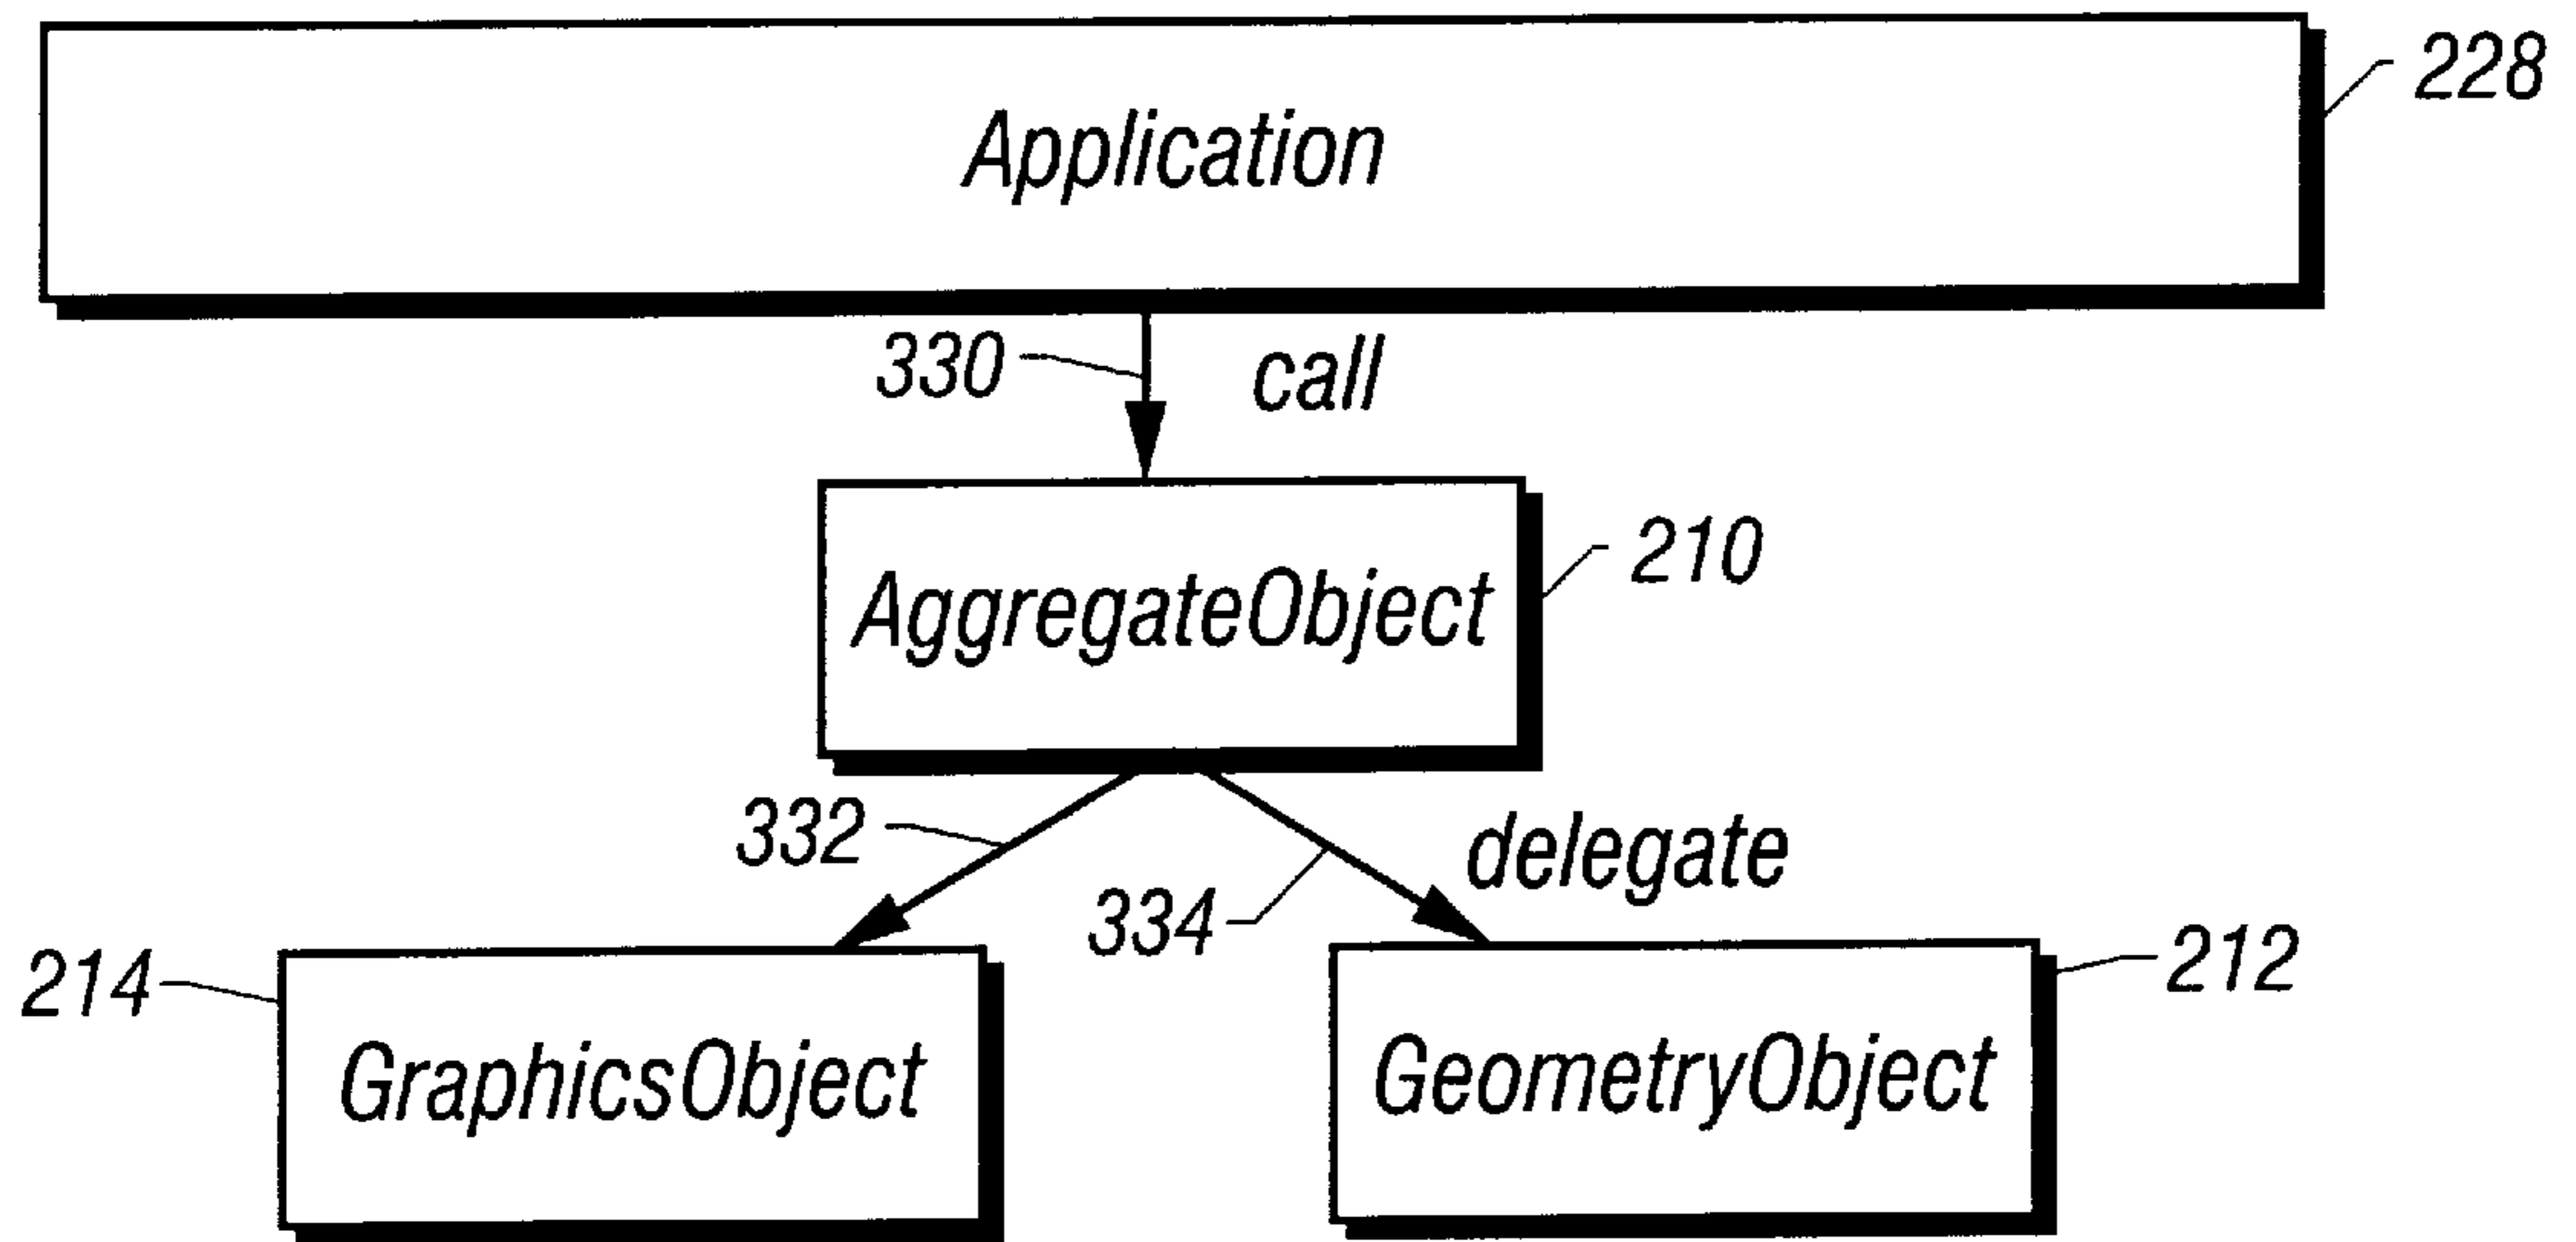 Application
228
330
call
AggregateObject
210
332
334
delegate
214
GraphicsObject
GeometryObject
212